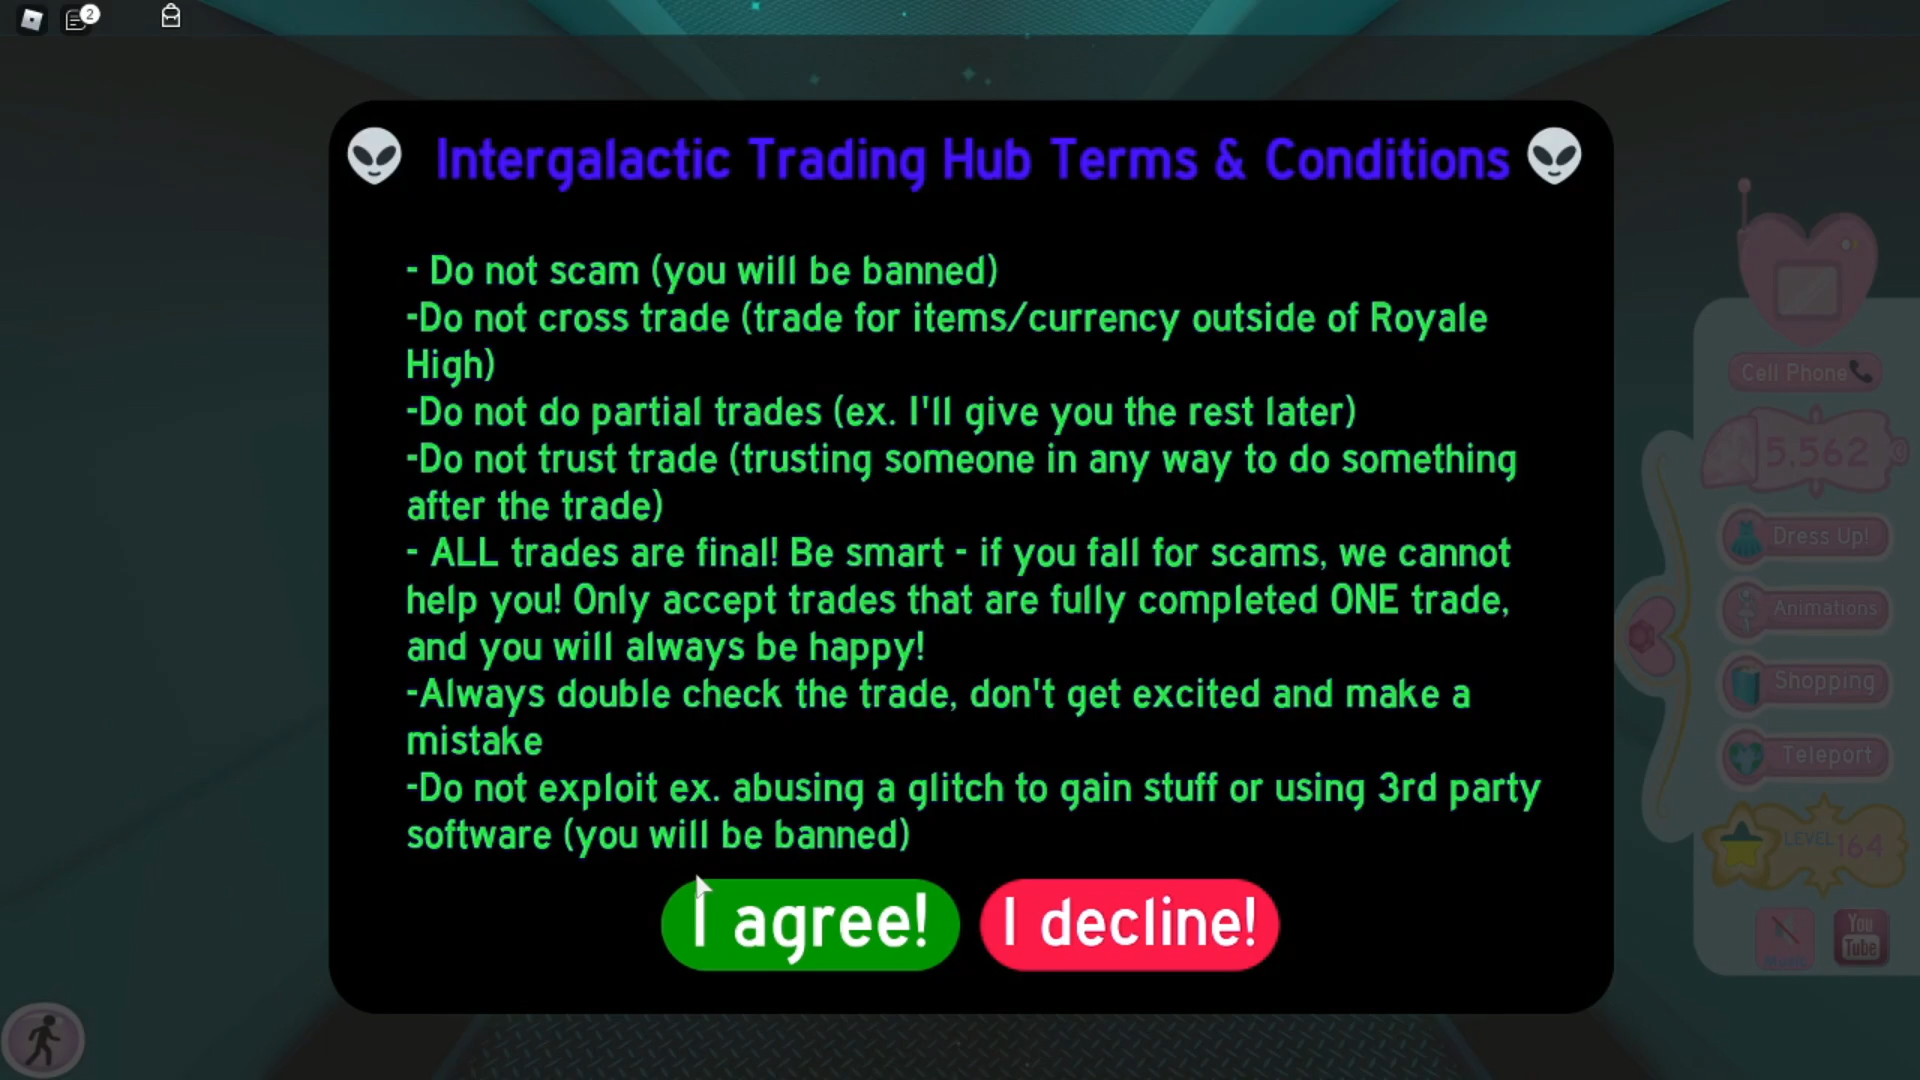 2
Intergalactic Trading Hub Terms & Conditions
- Do not scam (you will be banned)
-Do not cross trade (trade for items/currency outside of Royale
High)
-Do not do partial trades (ex. I'll give you the rest later)
-Do not trust trade (trusting someone in any way to do something
after the trade)
- ALL trades are final! Be smart - if you fall for scams, we cannot
help you! Only accept trades that are fully completed ONE trade,
and you will always be happy!
-Always double check the trade, don't get excited and make a
mistake
-Do not exploit ex. abusing a glitch to gain stuff or using 3rd party
software (you will be banned)
I agree!
I decline!
Cell Phone
5,562
Dress Up!
Animations
Shopping
Teleport
LEVEL 164
Music
You
Tube